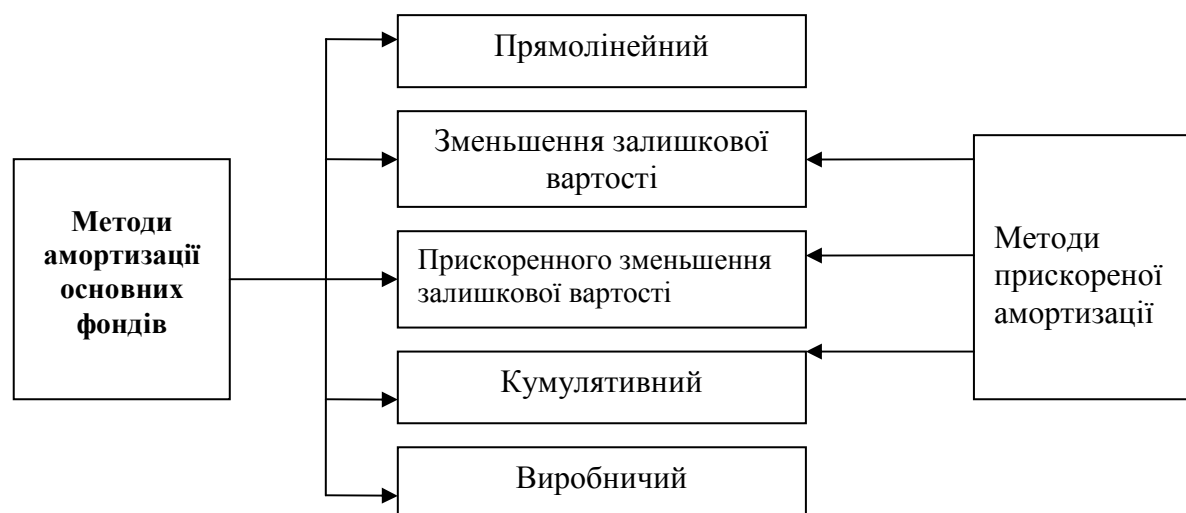 Методи
амортизації
основних
фондів
Прямолінейний
Зменьшення залишкової
вартості
Прискоренного зменьшення
залишкової вартості
Кумулятивний
Виробничий
Методи
прискореної
амортизації